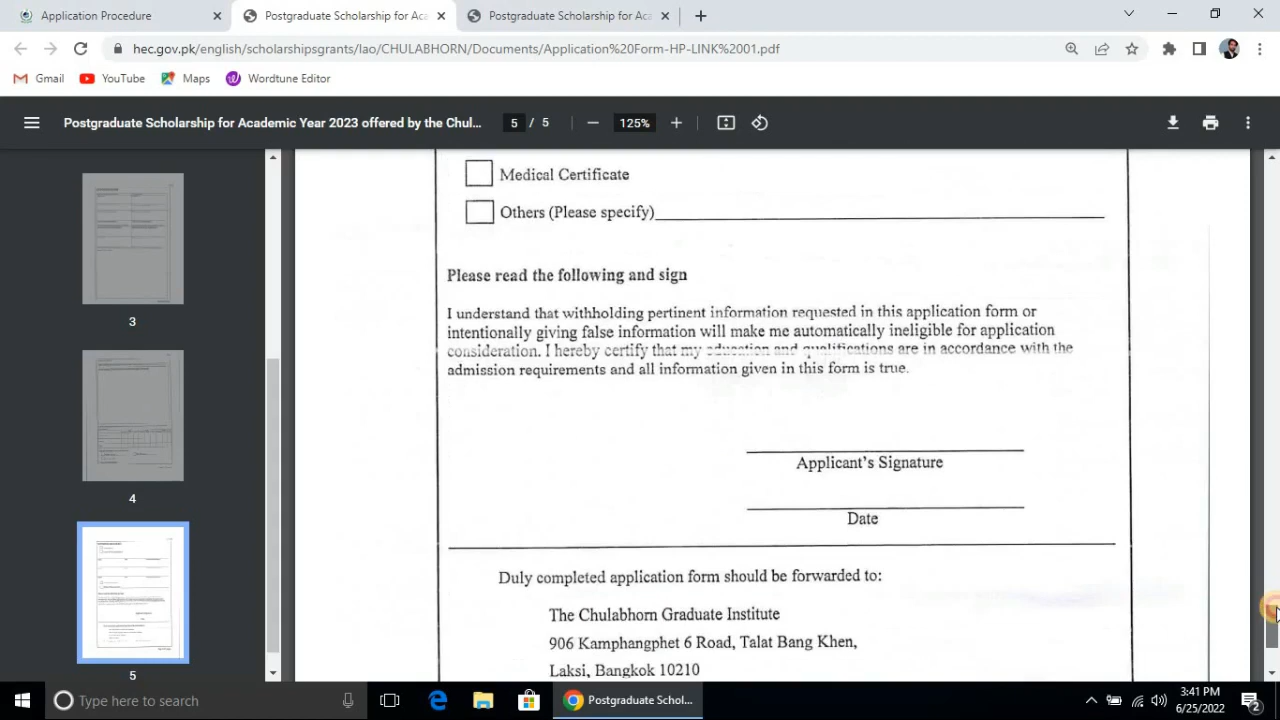 Application Procedure
Postgraduate Scholarship for Aca
Postgraduate Scholarship for Aca
hec.gov.pk/english/scholarshipsgrants/lao/CHULABHORN/Documents/Application%20Form-HP-LINK%2001.pdf
Gmail
YouTube
Maps
Wordtune Editor
Postgraduate Scholarship for Academic Year 2023 offered by the Chul...
5 / 5
125%
3
4
5
Medical Certificate
Others (Please specify)
Please read the following and sign
I understand that withholding pertinent information requested in this application form or
intentionally giving false information will make me automatically ineligible for application
consideration. I hereby certify that my education and qualifications are in accordance with the
admission requirements and all information given in this form is true.
Applicant's Signature
Date
Duly completed application form should be forwarded to:
The Chulabhorn Graduate Institute
906 Kamphangphet 6 Road, Talat Bang Khen,
Laksi, Bangkok 10210
Type here to search
Postgraduate Schol...
3:41 PM
6/25/2022
2